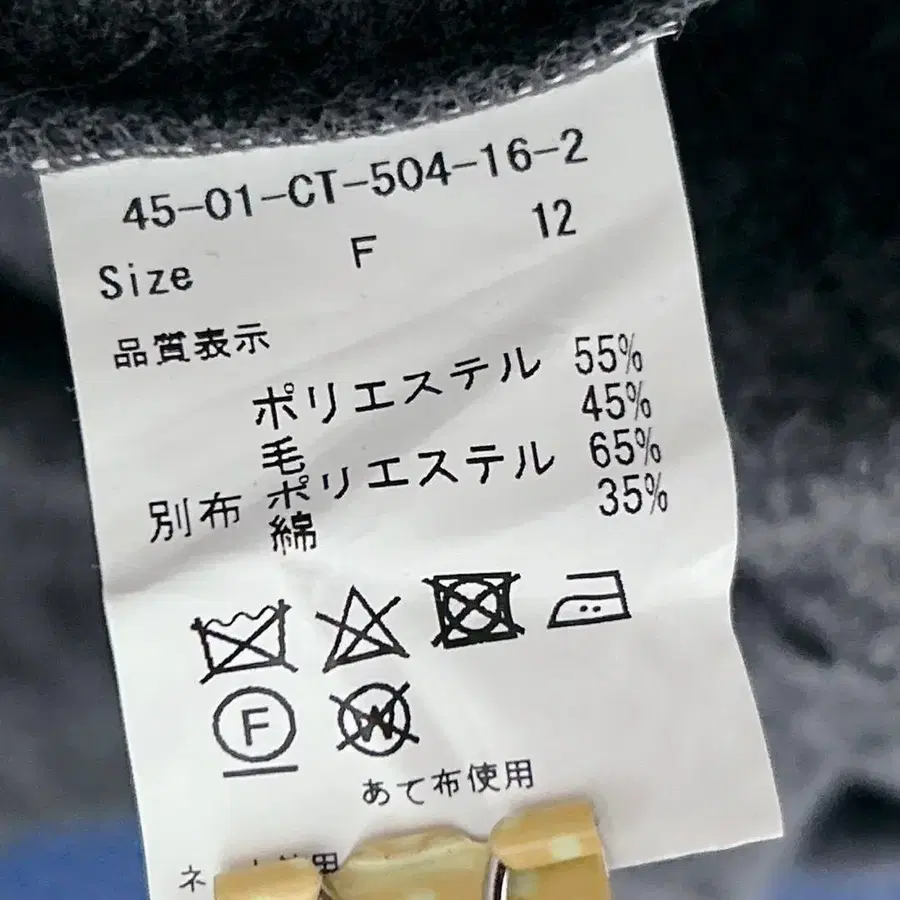 45-01-CT-504-16-2
Size F 12
品質表示
ポリエステル 55%
毛 45%
別布 ポリエステル 65%
綿 35%
F
W
あて布使用